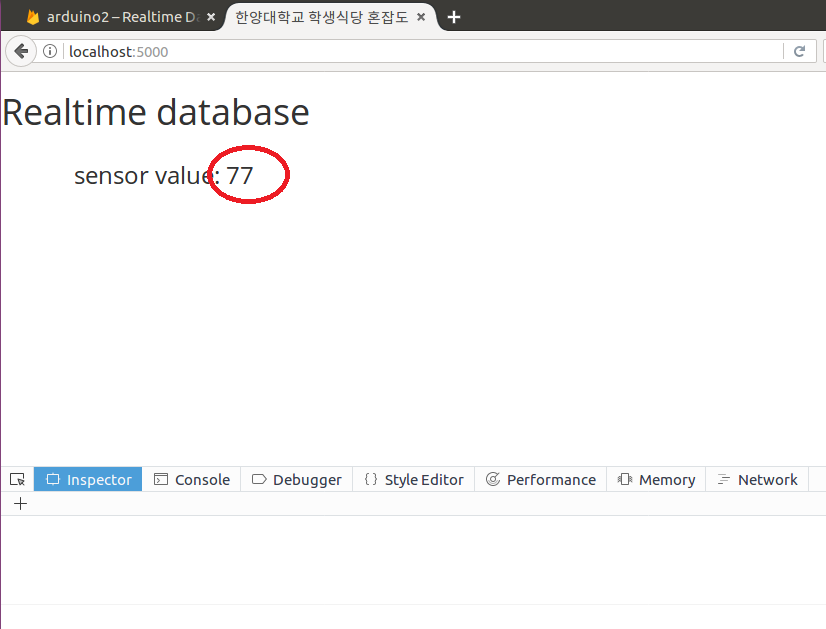 arduino2 – Realtime Da
한양대학교 학생식당 혼잡도
localhost:5000
Realtime database
sensor value: 77
Inspector Console Debugger Style Editor Performance Memory Network